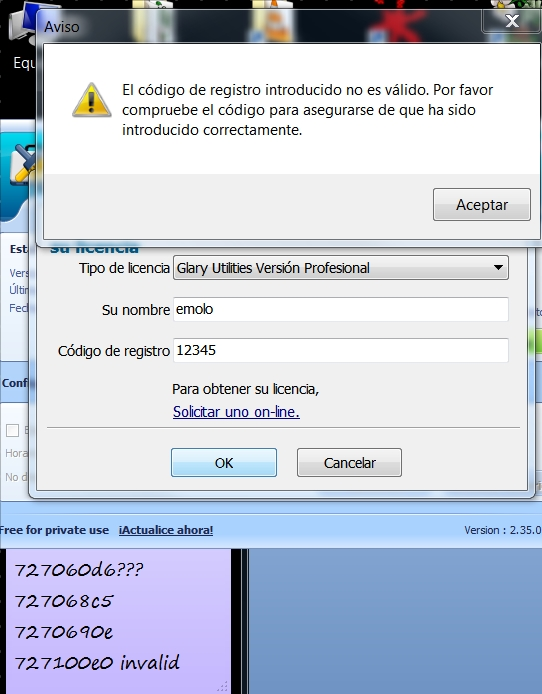 Aviso
Equ
El código de registro introducido no es válido. Por favor
compruebe el código para asegurarse de que ha sido
introducido correctamente.
Aceptar
su licencia
Tipo de licencia Glary Utilities Versión Profesional
Su nombre emolo
Código de registro 12345
Para obtener su licencia,
Solicitar uno on-line.
OK Cancelar
Esta
Vers
Últin
Fech
Confi
E
Hora
No d
Free for private use ¡Actualice ahora! Version : 2.35.0
727060d6???
727068c5
7270690e
727100e0 invalid